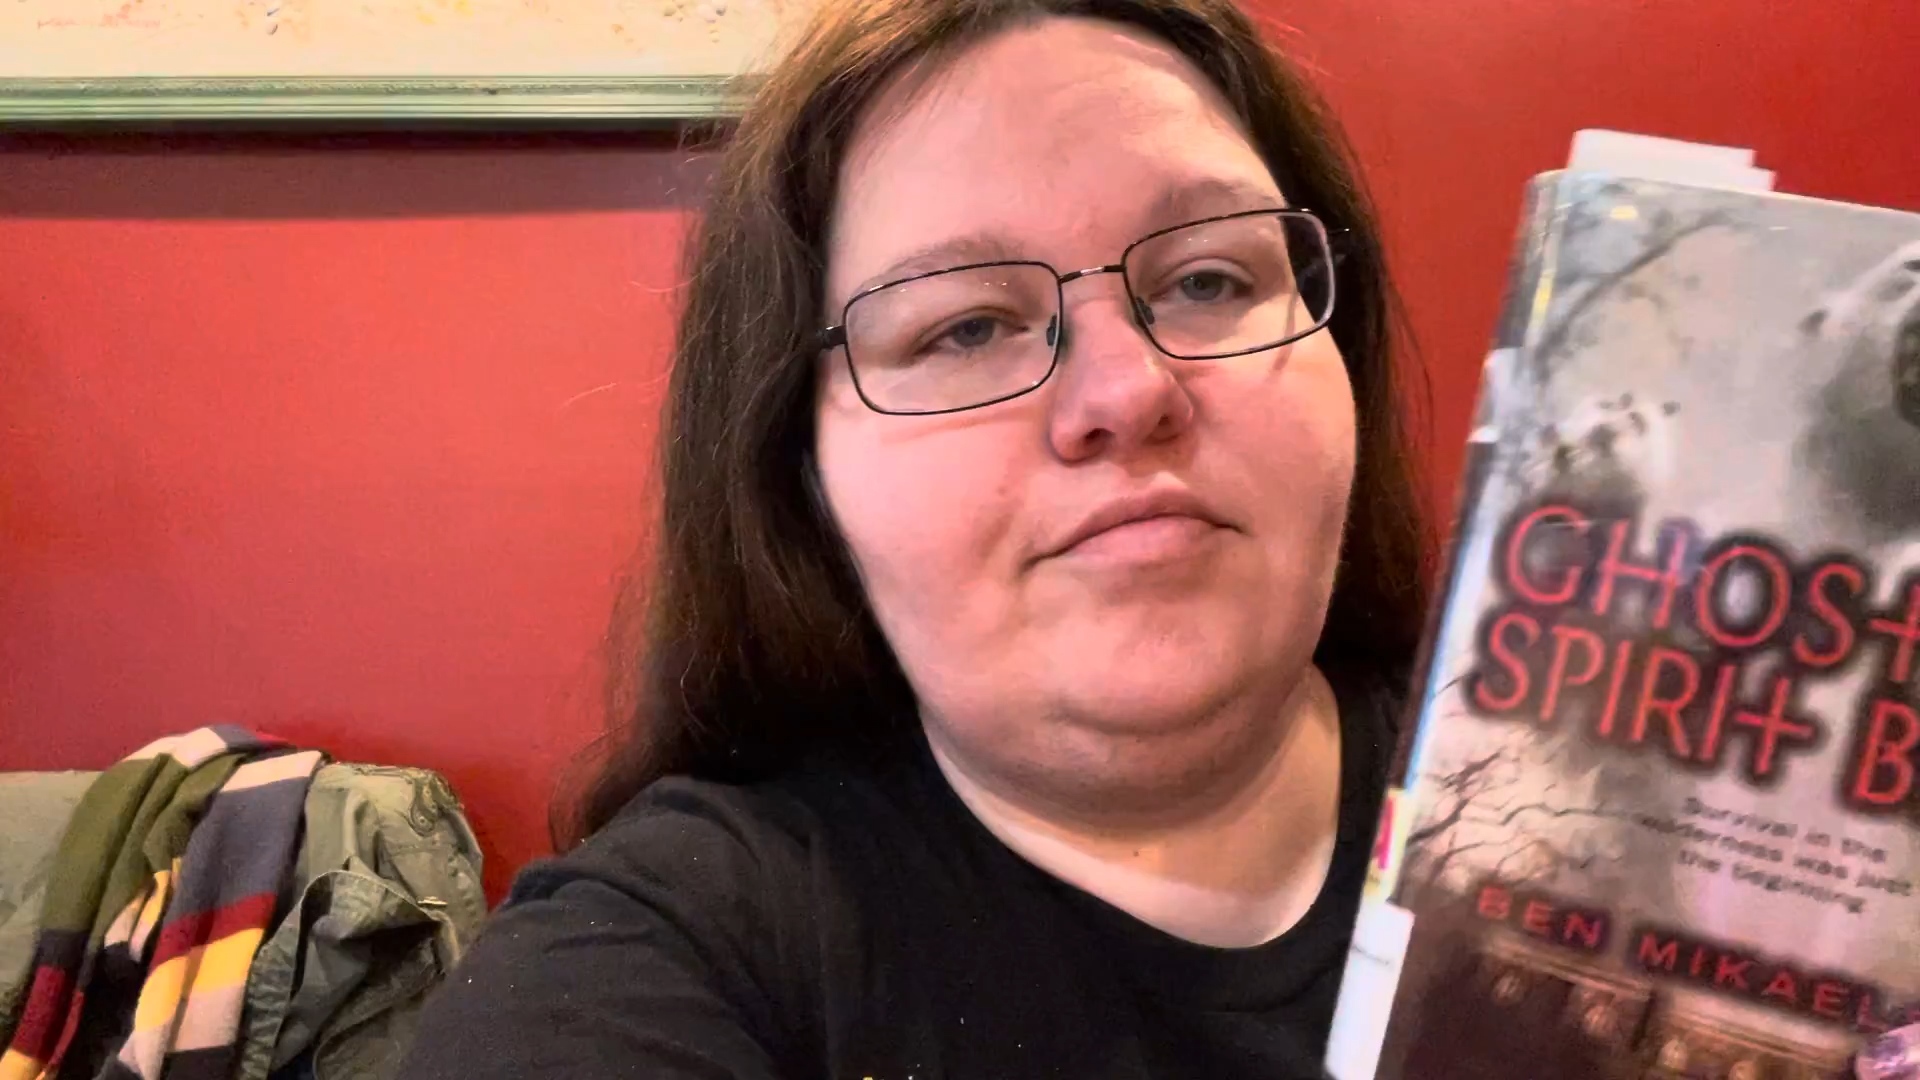 GHOST
SPIRIT B
Survival in the
wilderness was just
the beginning
BEN MIKAEL